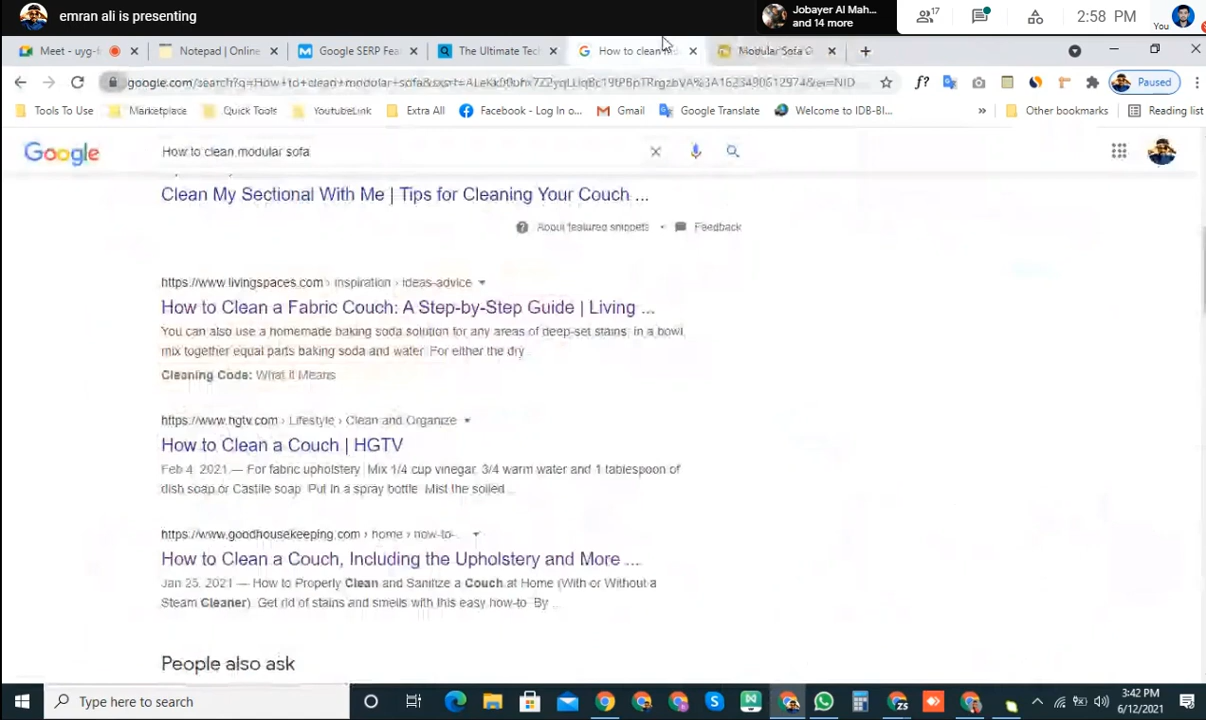 emran ali is presenting
Jobayer Al Mah...
and 14 more
17
2:58 PM
You
Meet - uyg-f
Notepad | Online
Google SERP Fea
The Ultimate Tec
How to clean m
Modular Sofa C
google.com/search?q=How+to+clean+modular+sofa
Paused
Tools To Use
Marketplace
Quick Tools
YoutubeLink
Extra All
Facebook - Log In o...
Gmail
Google Translate
Welcome to IDB-BI...
»
Other bookmarks
Reading list
Google
How to clean modular sofa
Clean My Sectional With Me | Tips for Cleaning Your Couch ...
About featured snippets
Feedback
https://www.livingspaces.com › inspiration › ideas-advice
How to Clean a Fabric Couch: A Step-by-Step Guide | Living ...
You can also use a homemade baking soda solution for any areas of deep-set stains: in a bowl,
mix together equal parts baking soda and water. For either the dry
Cleaning Code: What It Means
https://www.hgtv.com › Lifestyle › Clean and Organize
How to Clean a Couch | HGTV
Feb 4, 2021 — For fabric upholstery | Mix 1/4 cup vinegar, 3/4 warm water and 1 tablespoon of
dish soap or Castile soap. Put in a spray bottle. Mist the soiled...
https://www.goodhousekeeping.com › home › how-to-
How to Clean a Couch, Including the Upholstery and More ...
Jan 25, 2021 — How to Properly Clean and Sanitize a Couch at Home (With or Without a
Steam Cleaner). Get rid of stains and smells with this easy how-to. By ...
People also ask
Type here to search
3:42 PM
6/12/2021